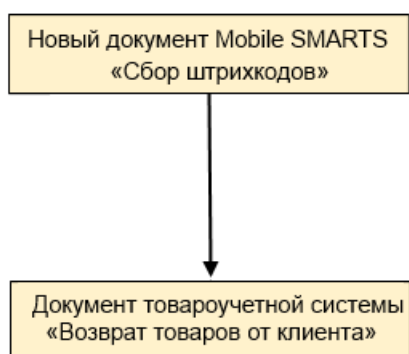 Новый документ Mobile SMARTS
«Сбор штрихкодов»
Документ товароучетной системы
«Возврат товаров от клиента»